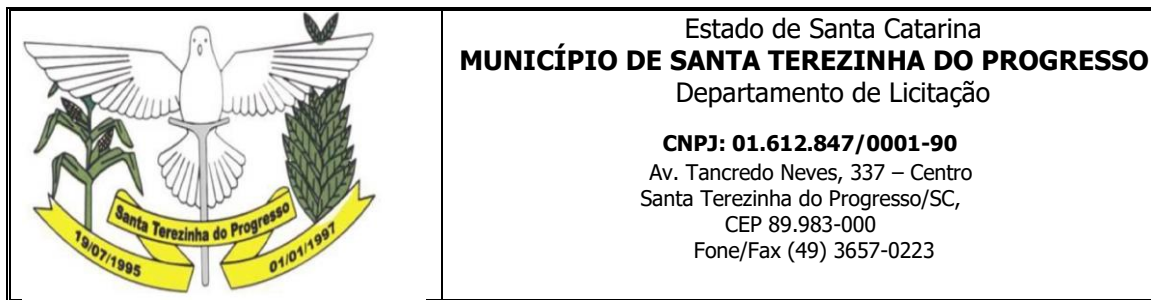 Santa Terezinha do Progresso
19/07/1995
01/01/1997
Estado de Santa Catarina
MUNICÍPIO DE SANTA TEREZINHA DO PROGRESSO
Departamento de Licitação
CNPJ: 01.612.847/0001-90
Av. Tancredo Neves, 337 – Centro
Santa Terezinha do Progresso/SC,
CEP 89.983-000
Fone/Fax (49) 3657-0223